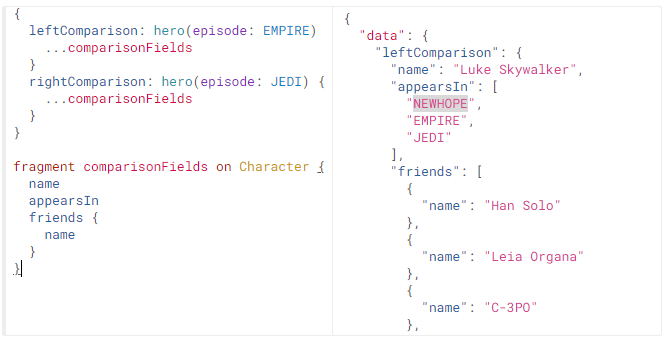 {
  leftComparison: hero(episode: EMPIRE)
    ...comparisonFields
  }
  rightComparison: hero(episode: JEDI) {
    ...comparisonFields
  }
}

fragment comparisonFields on Character {
  name
  appearsIn
  friends {
    name
  }
}
{
  "data": {
    "leftComparison": {
      "name": "Luke Skywalker",
      "appearsIn": [
        "NEWHOPE",
        "EMPIRE",
        "JEDI"
      ],
      "friends": [
        {
          "name": "Han Solo"
        },
        {
          "name": "Leia Organa"
        },
        {
          "name": "C-3PO"
        },